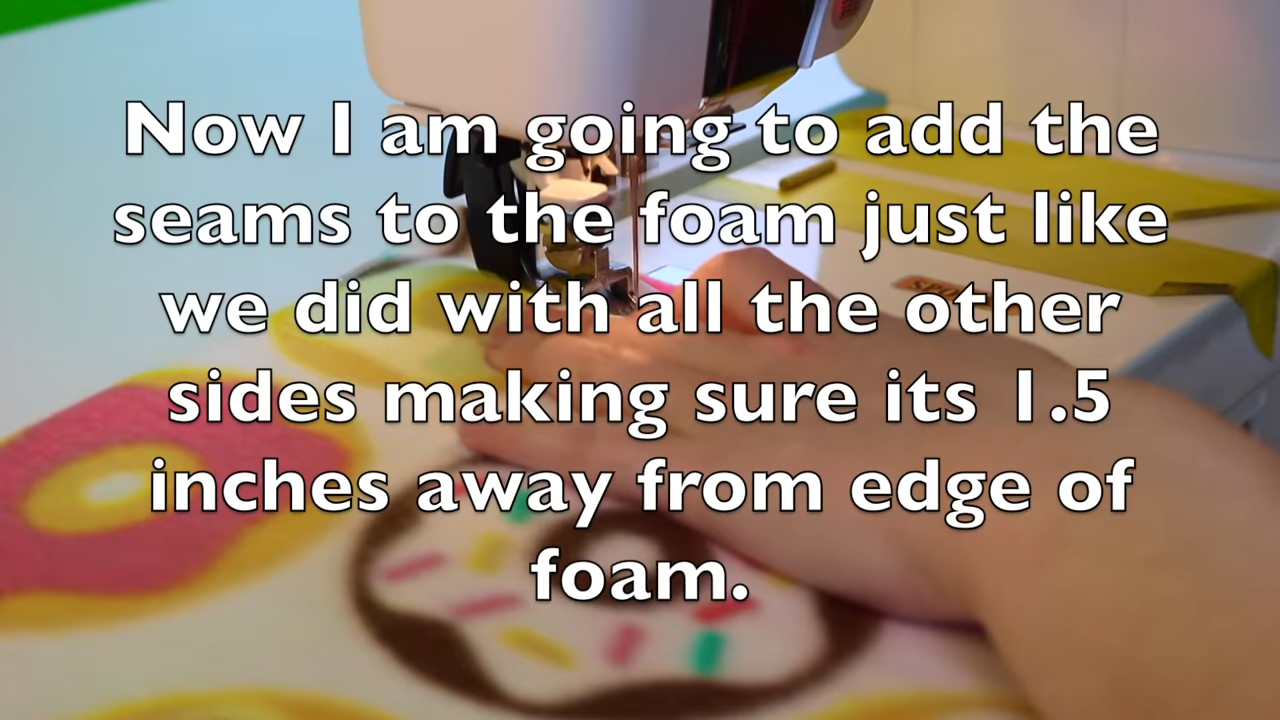 Now I am going to add the
seams to the foam just like
we did with all the other
sides making sure its 1.5
inches away from edge of
foam.